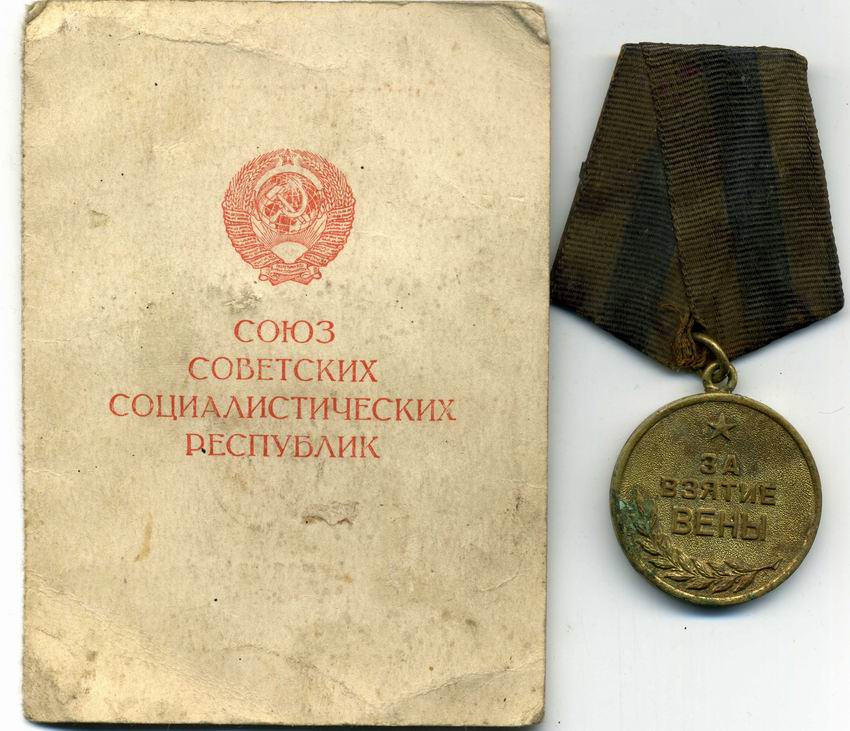 СОЮЗ
СОВЕТСКИХ
СОЦИАЛИСТИЧЕСКИХ
РЕСПУБЛИК
ЗА
ВЗЯТИЕ
ВЕНЫ